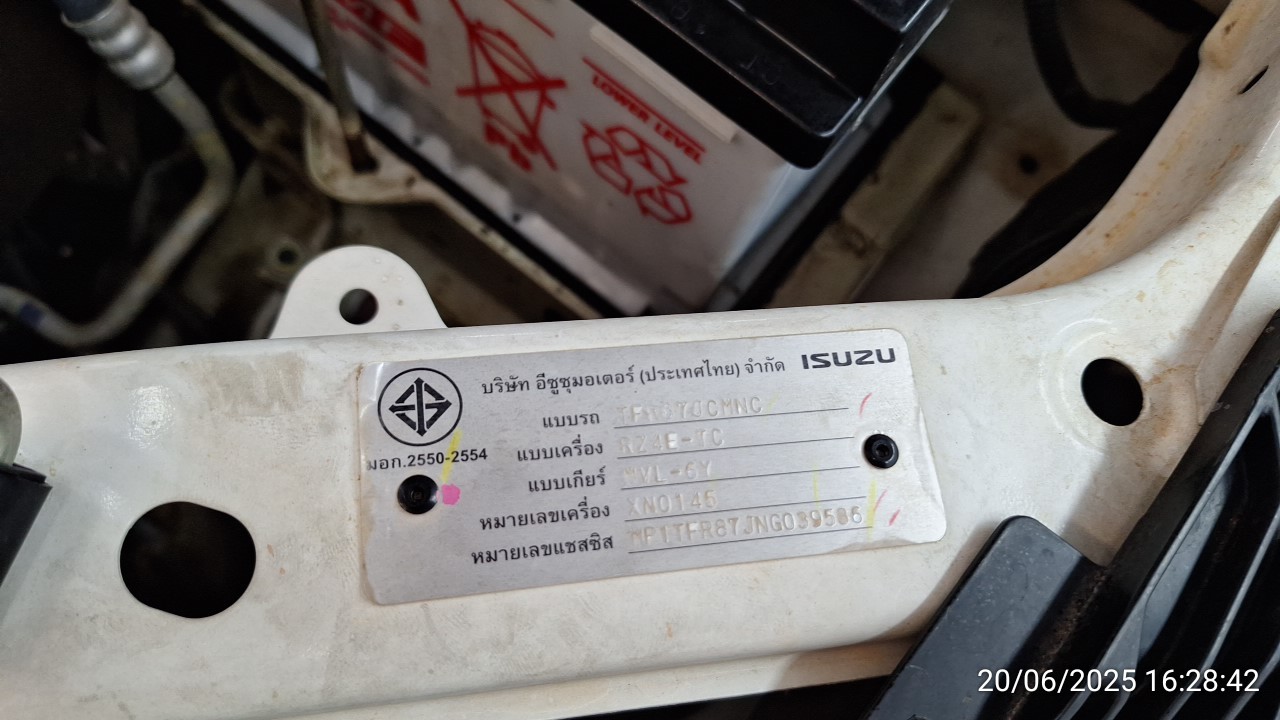 LOWER LEVEL
บริษัท อีซูซุมอเตอร์ (ประเทศไทย) จำกัด ISUZU
แบบรถ
แบบเครื่อง RZ4E-TC
แบบเกียร์ MVL-6Y
หมายเลขเครื่อง XN0145
หมายเลขแชสซิส MP1TFR87JNG039586
มอก.2550-2554
20/06/2025 16:28:42